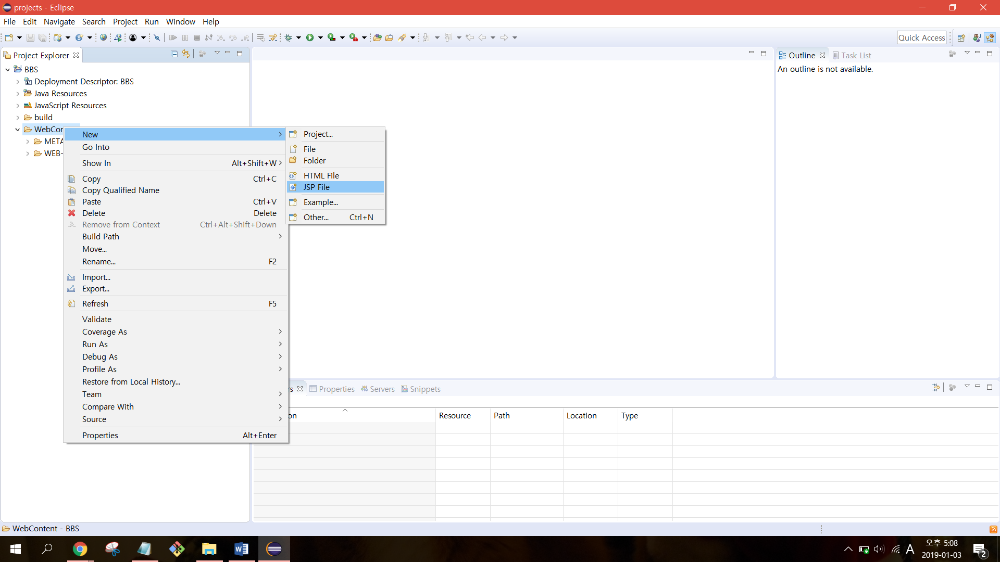 projects - Eclipse
File Edit Navigate Search Project Run Window Help
Quick Access
Project Explorer
BBS
Deployment Descriptor: BBS
Java Resources
JavaScript Resources
build
WebCor
META
WEB-
New
Go Into
Show In Alt+Shift+W
Copy Ctrl+C
Copy Qualified Name
Paste Ctrl+V
Delete Delete
Remove from Context Ctrl+Alt+Shift+Down
Build Path
Move...
Rename... F2
Import...
Export...
Refresh F5
Validate
Coverage As
Run As
Debug As
Profile As
Restore from Local History...
Team
Compare With
Source
Properties Alt+Enter
Project...
File
Folder
HTML File
JSP File
Example...
Other... Ctrl+N
Outline Task List
An outline is not available.
rs Properties Servers Snippets
on Resource Path Location Type
WebContent - BBS
A
오후 5:08
2019-01-03
2